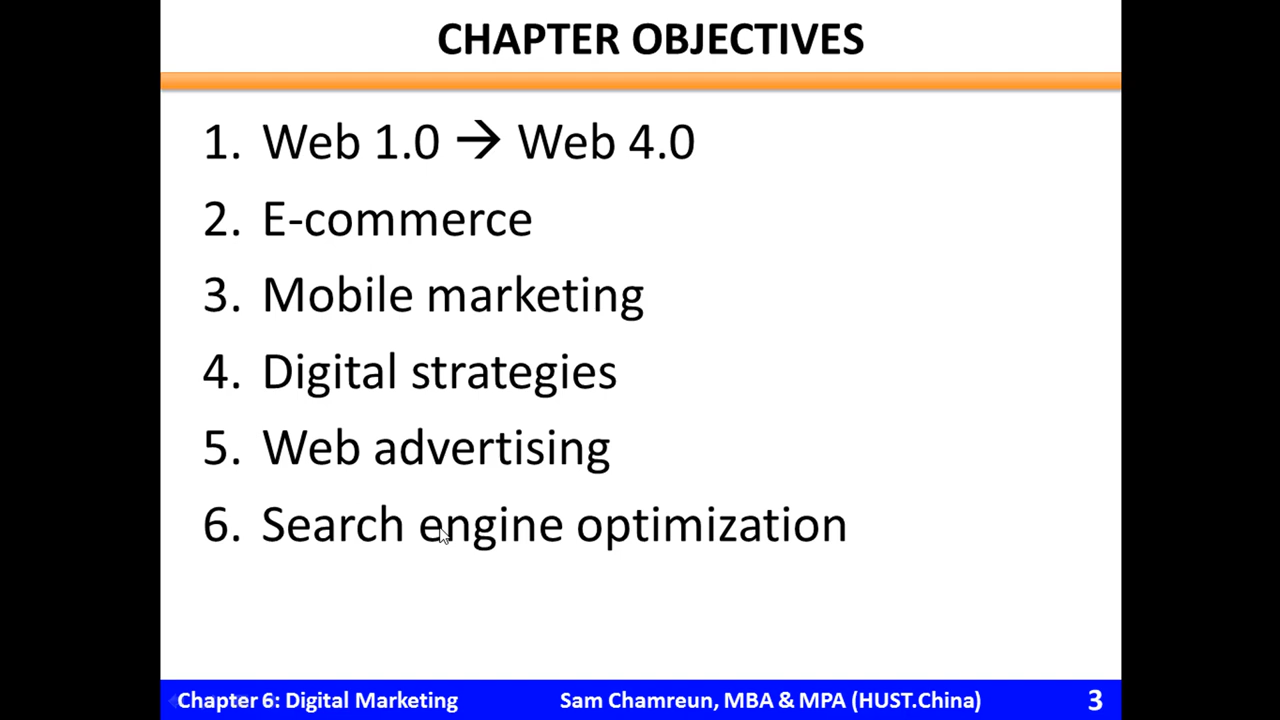 CHAPTER OBJECTIVES
1. Web 1.0 → Web 4.0
2. E-commerce
3. Mobile marketing
4. Digital strategies
5. Web advertising
6. Search engine optimization
Chapter 6: Digital Marketing Sam Chamreun, MBA & MPA (HUST.China) 3